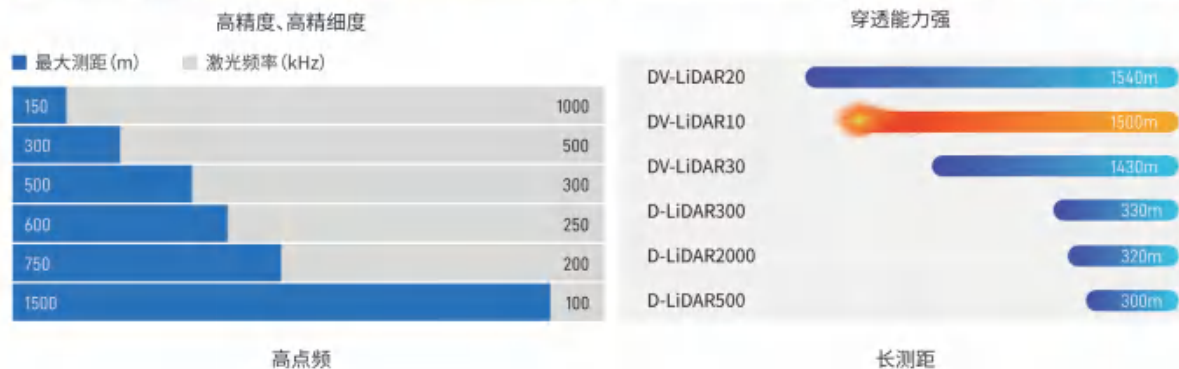 高精度、高精细度
最大测距(m) 激光频率(kHz)
150 1000
300 500
500 300
600 250
750 200
1500 100
高点频
穿透能力强
DV-LiDAR20 1540m
DV-LiDAR10 1500m
DV-LiDAR30 1430m
D-LiDAR300 330m
D-LiDAR2000 320m
D-LiDAR500 300m
长测距